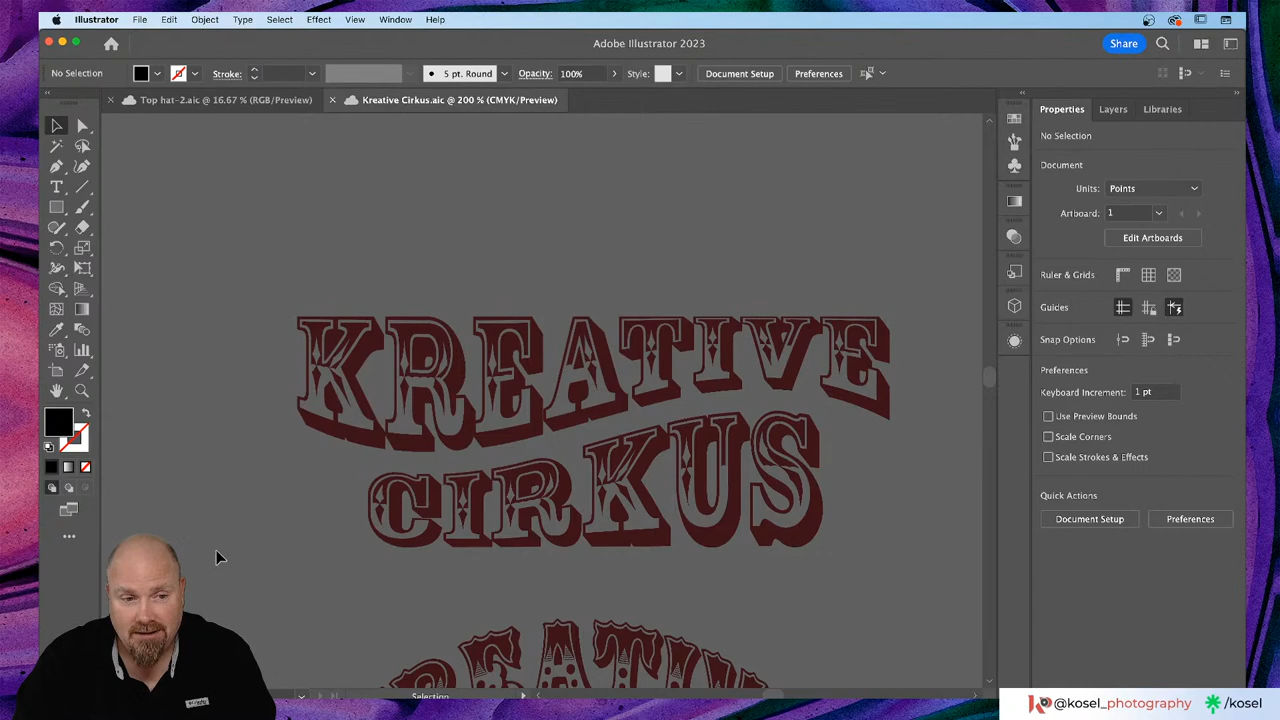 Illustrator File Edit Object Type Select Effect View Window Help
Adobe Illustrator 2023
Share
No Selection
Stroke:
5 pt. Round
Opacity: 100%
Style:
Document Setup
Preferences
Top hat-2.aic @ 16.67 % (RGB/Preview)
Kreative Cirkus.aic @ 200 % (CMYK/Preview)
Properties Layers Libraries
No Selection
Document
Units: Points
Artboard: 1
Edit Artboards
Ruler & Grids
Guides
Snap Options
Preferences
Keyboard Increment: 1 pt
Use Preview Bounds
Scale Corners
Scale Strokes & Effects
Quick Actions
Document Setup Preferences
KREATIVE
CIRKUS
Selection
@kosel_photography /kosel